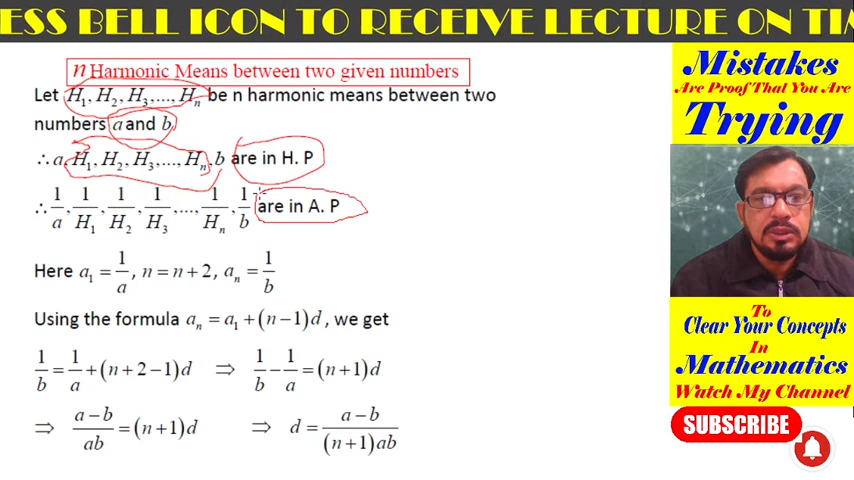 ESS BELL ICON TO RECEIVE LECTURE ON TIM
n Harmonic Means between two given numbers
Let H₁, H₂, H₃,..., Hₙ be n harmonic means between two
numbers a and b
∴ a, H₁, H₂, H₃,..., Hₙ, b are in H. P
∴ 1/a, 1/H₁, 1/H₂, 1/H₃,..., 1/Hₙ, 1/b are in A. P
Here a₁ = 1/a, n = n + 2, aₙ = 1/b
Using the formula aₙ = a₁ + (n − 1)d, we get
1/b = 1/a + (n + 2 − 1)d ⇒ 1/b − 1/a = (n + 1)d
⇒ (a − b)/ab = (n + 1)d ⇒ d = (a − b)/((n + 1)ab)
Mistakes
Are Proof That You Are
Trying
To
Clear Your Concepts
In
Mathematics
Watch My Channel
SUBSCRIBE